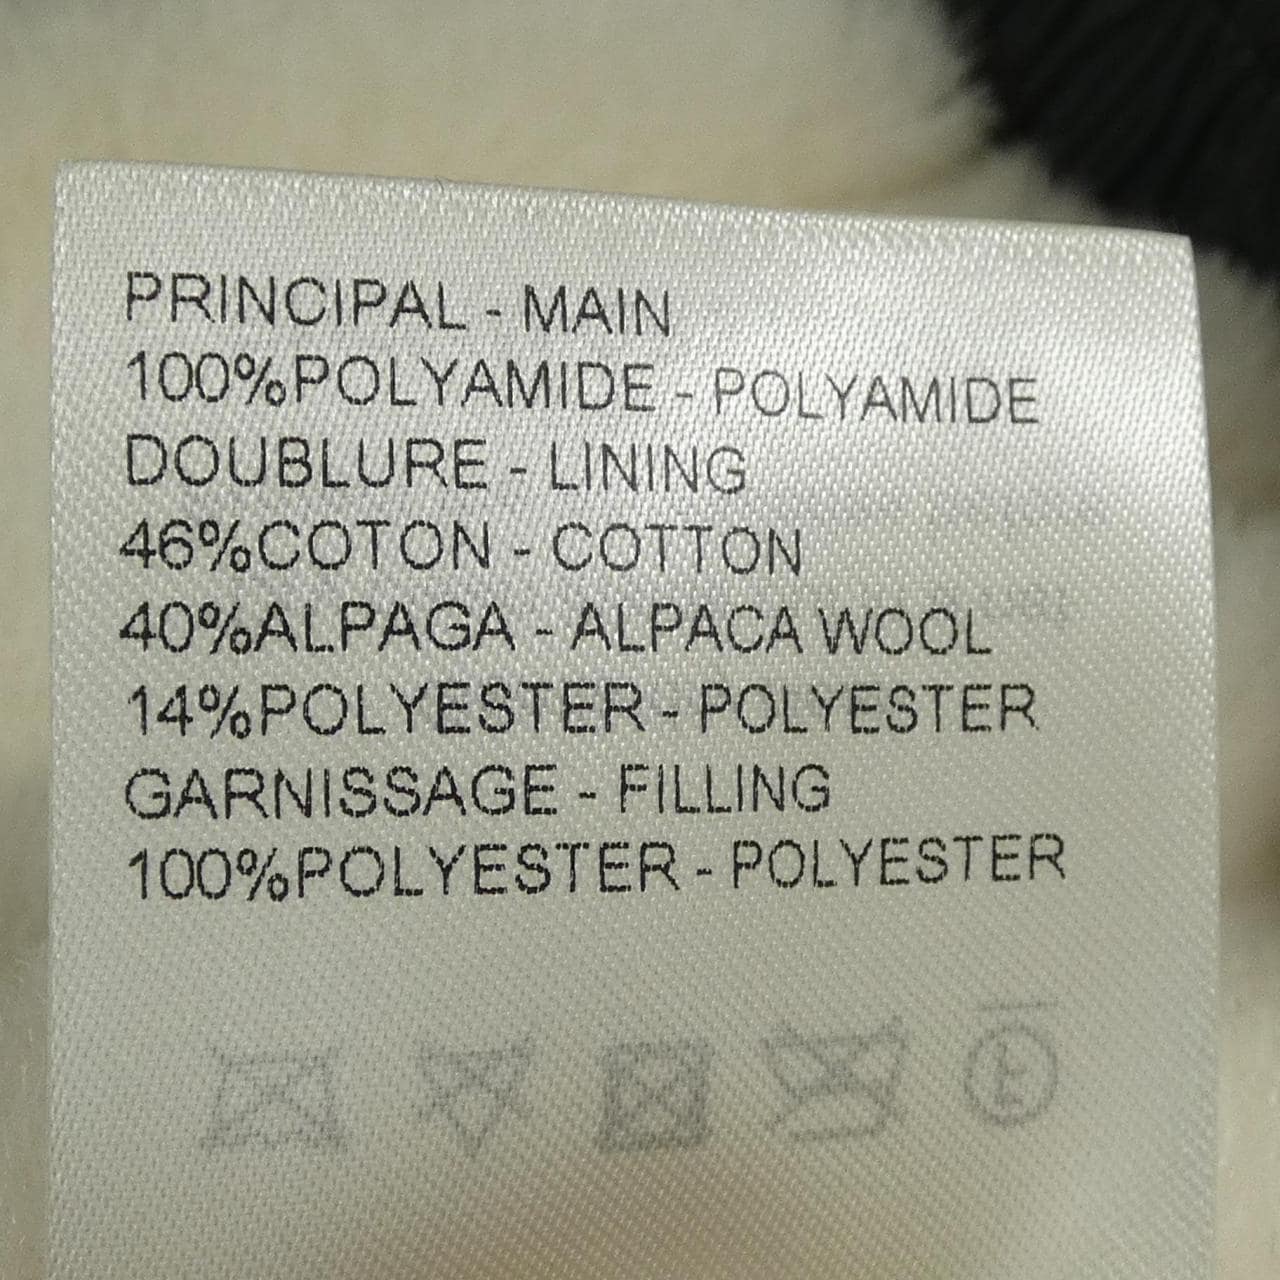 PRINCIPAL - MAIN
100%POLYAMIDE - POLYAMIDE
DOUBLURE - LINING
46%COTON - COTTON
40%ALPAGA - ALPACA WOOL
14%POLYESTER - POLYESTER
GARNISSAGE - FILLING
100%POLYESTER - POLYESTER